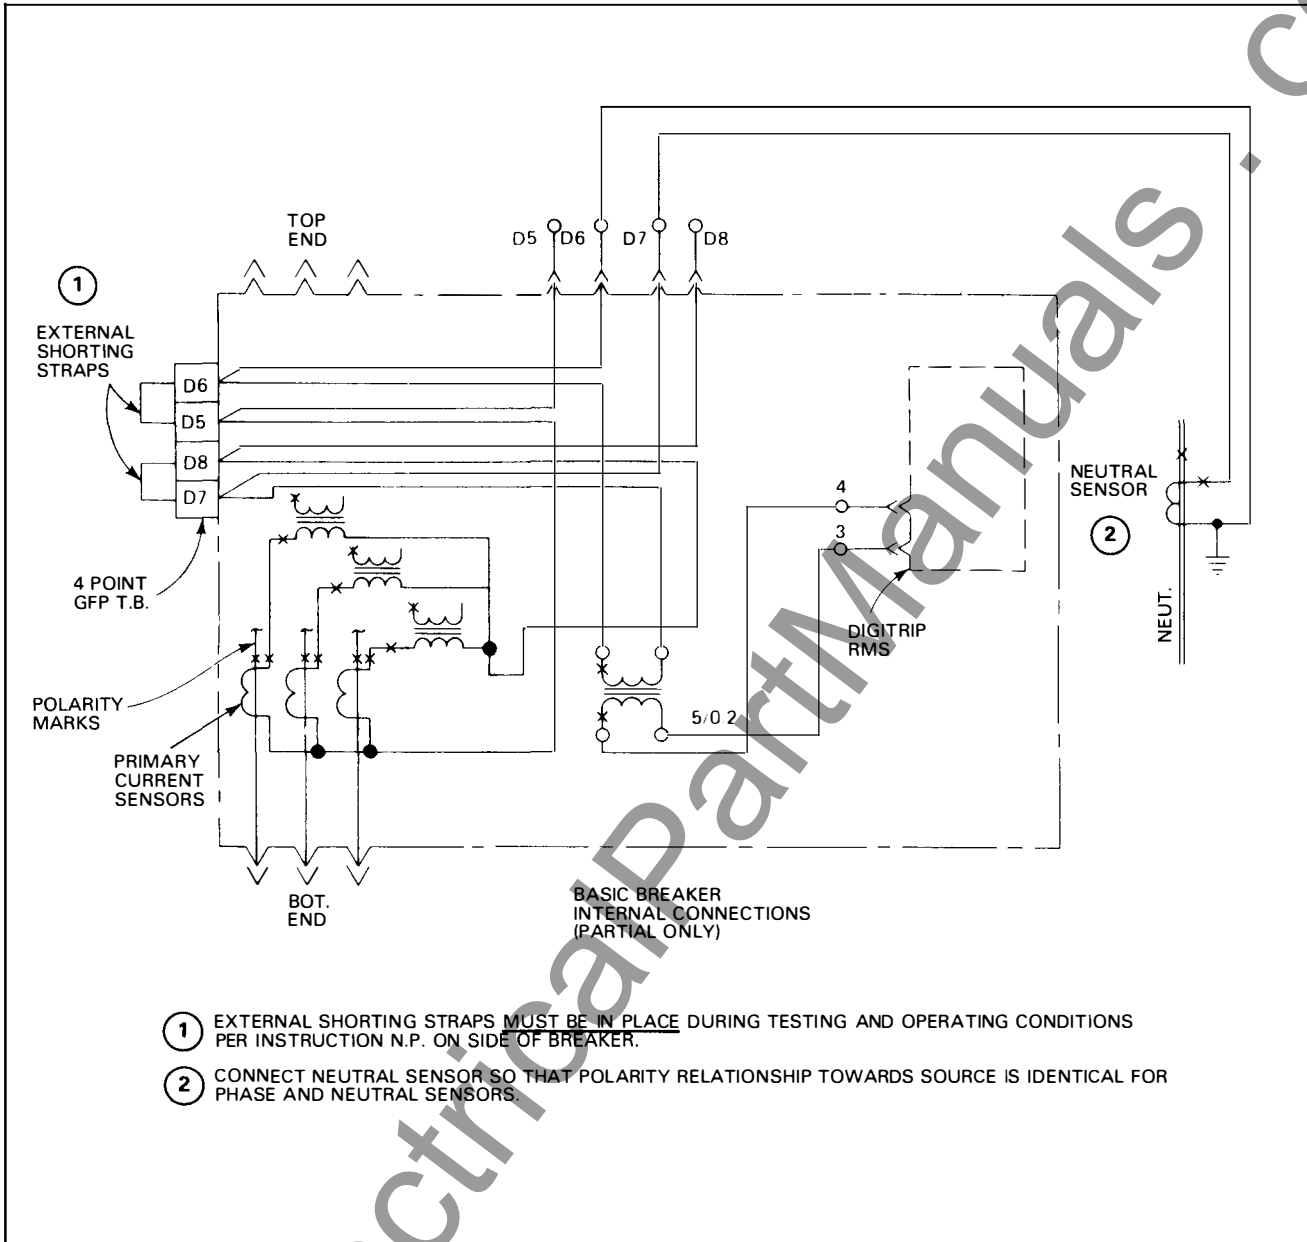 TOP
END
1
EXTERNAL
SHORTING
STRAPS
D5
D6
D7
D8
D6
D5
D8
D7
4 POINT
GFP T.B.
POLARITY
MARKS
PRIMARY
CURRENT
SENSORS
4
3
DIGITRIP
RMS
5/0.2
NEUTRAL
SENSOR
2
NEUT.
BOT.
END
BASIC BREAKER
INTERNAL CONNECTIONS
(PARTIAL ONLY)
1 EXTERNAL SHORTING STRAPS MUST BE IN PLACE DURING TESTING AND OPERATING CONDITIONS
PER INSTRUCTION N.P. ON SIDE OF BREAKER.
2 CONNECT NEUTRAL SENSOR SO THAT POLARITY RELATIONSHIP TOWARDS SOURCE IS IDENTICAL FOR
PHASE AND NEUTRAL SENSORS.
ctricalPartManuals . c